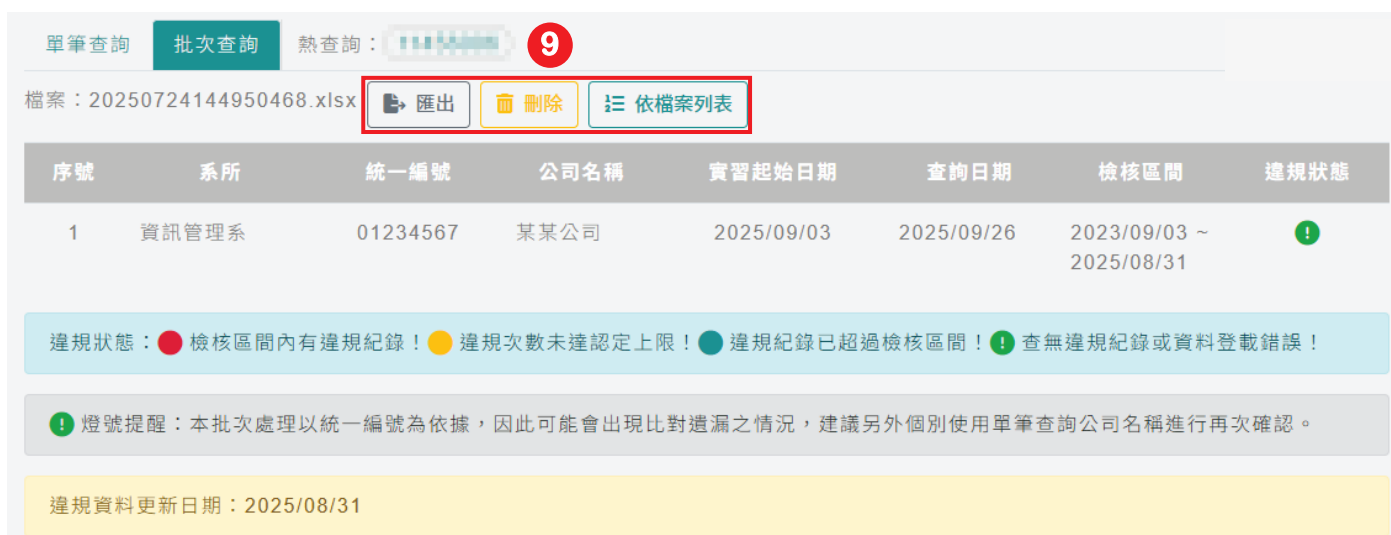 單筆查詢 批次查詢 熱查詢： 9
檔案：20250724144950468.xlsx 匯出 刪除 依檔案列表
序號 系所 統一編號 公司名稱 實習起始日期 查詢日期 檢核區間 違規狀態
1 資訊管理系 01234567 某某公司 2025/09/03 2025/09/26 2023/09/03 ~
2025/08/31
違規狀態：檢核區間內有違規紀錄！違規次數未達認定上限！違規紀錄已超過檢核區間！查無違規紀錄或資料登載錯誤！
燈號提醒：本批次處理以統一編號為依據，因此可能會出現比對遺漏之情況，建議另外個別使用單筆查詢公司名稱進行再次確認。
違規資料更新日期：2025/08/31